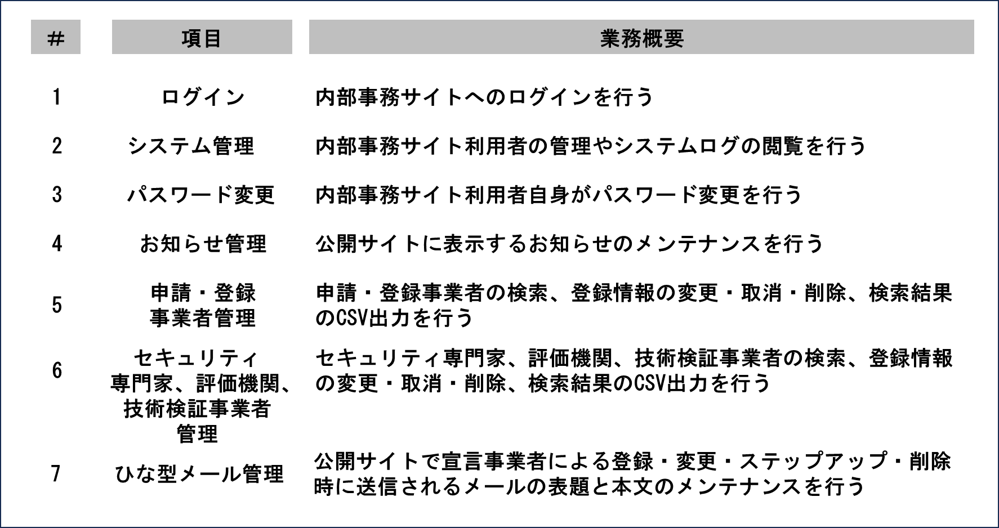 ＃ 項目 業務概要
1 ログイン 内部事務サイトへのログインを行う
2 システム管理 内部事務サイト利用者の管理やシステムログの閲覧を行う
3 パスワード変更 内部事務サイト利用者自身がパスワード変更を行う
4 お知らせ管理 公開サイトに表示するお知らせのメンテナンスを行う
5
申請・登録
事業者管理
申請・登録事業者の検索、登録情報の変更・取消・削除、検索結果
のCSV出力を行う
6
セキュリティ
専門家、評価機関、
技術検証事業者
管理
セキュリティ専門家、評価機関、技術検証事業者の検索、登録情報
の変更・取消・削除、検索結果のCSV出力を行う
7 ひな型メール管理
公開サイトで宣言事業者による登録・変更・ステップアップ・削除
時に送信されるメールの表題と本文のメンテナンスを行う